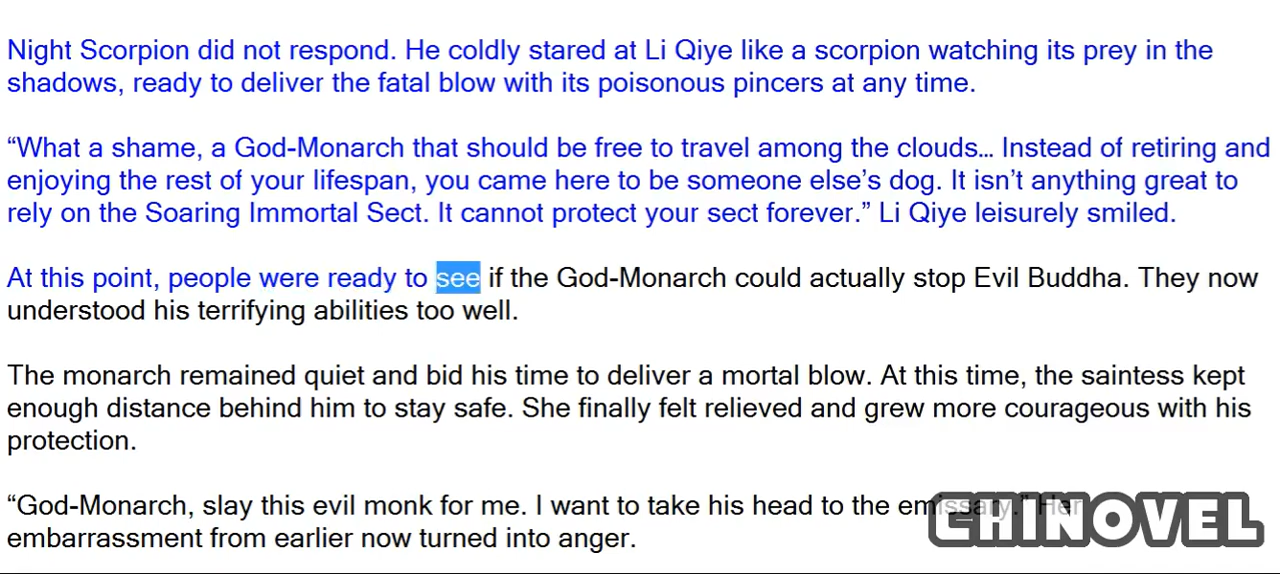 Night Scorpion did not respond. He coldly stared at Li Qiye like a scorpion watching its prey in the
shadows, ready to deliver the fatal blow with its poisonous pincers at any time.
“What a shame, a God-Monarch that should be free to travel among the clouds… Instead of retiring and
enjoying the rest of your lifespan, you came here to be someone else’s dog. It isn’t anything great to
rely on the Soaring Immortal Sect. It cannot protect your sect forever.” Li Qiye leisurely smiled.
At this point, people were ready to see if the God-Monarch could actually stop Evil Buddha. They now
understood his terrifying abilities too well.
The monarch remained quiet and bid his time to deliver a mortal blow. At this time, the saintess kept
enough distance behind him to stay safe. She finally felt relieved and grew more courageous with his
protection.
“God-Monarch, slay this evil monk for me. I want to take his head to the emissary.” Her
embarrassment from earlier now turned into anger.
CHINOVEL